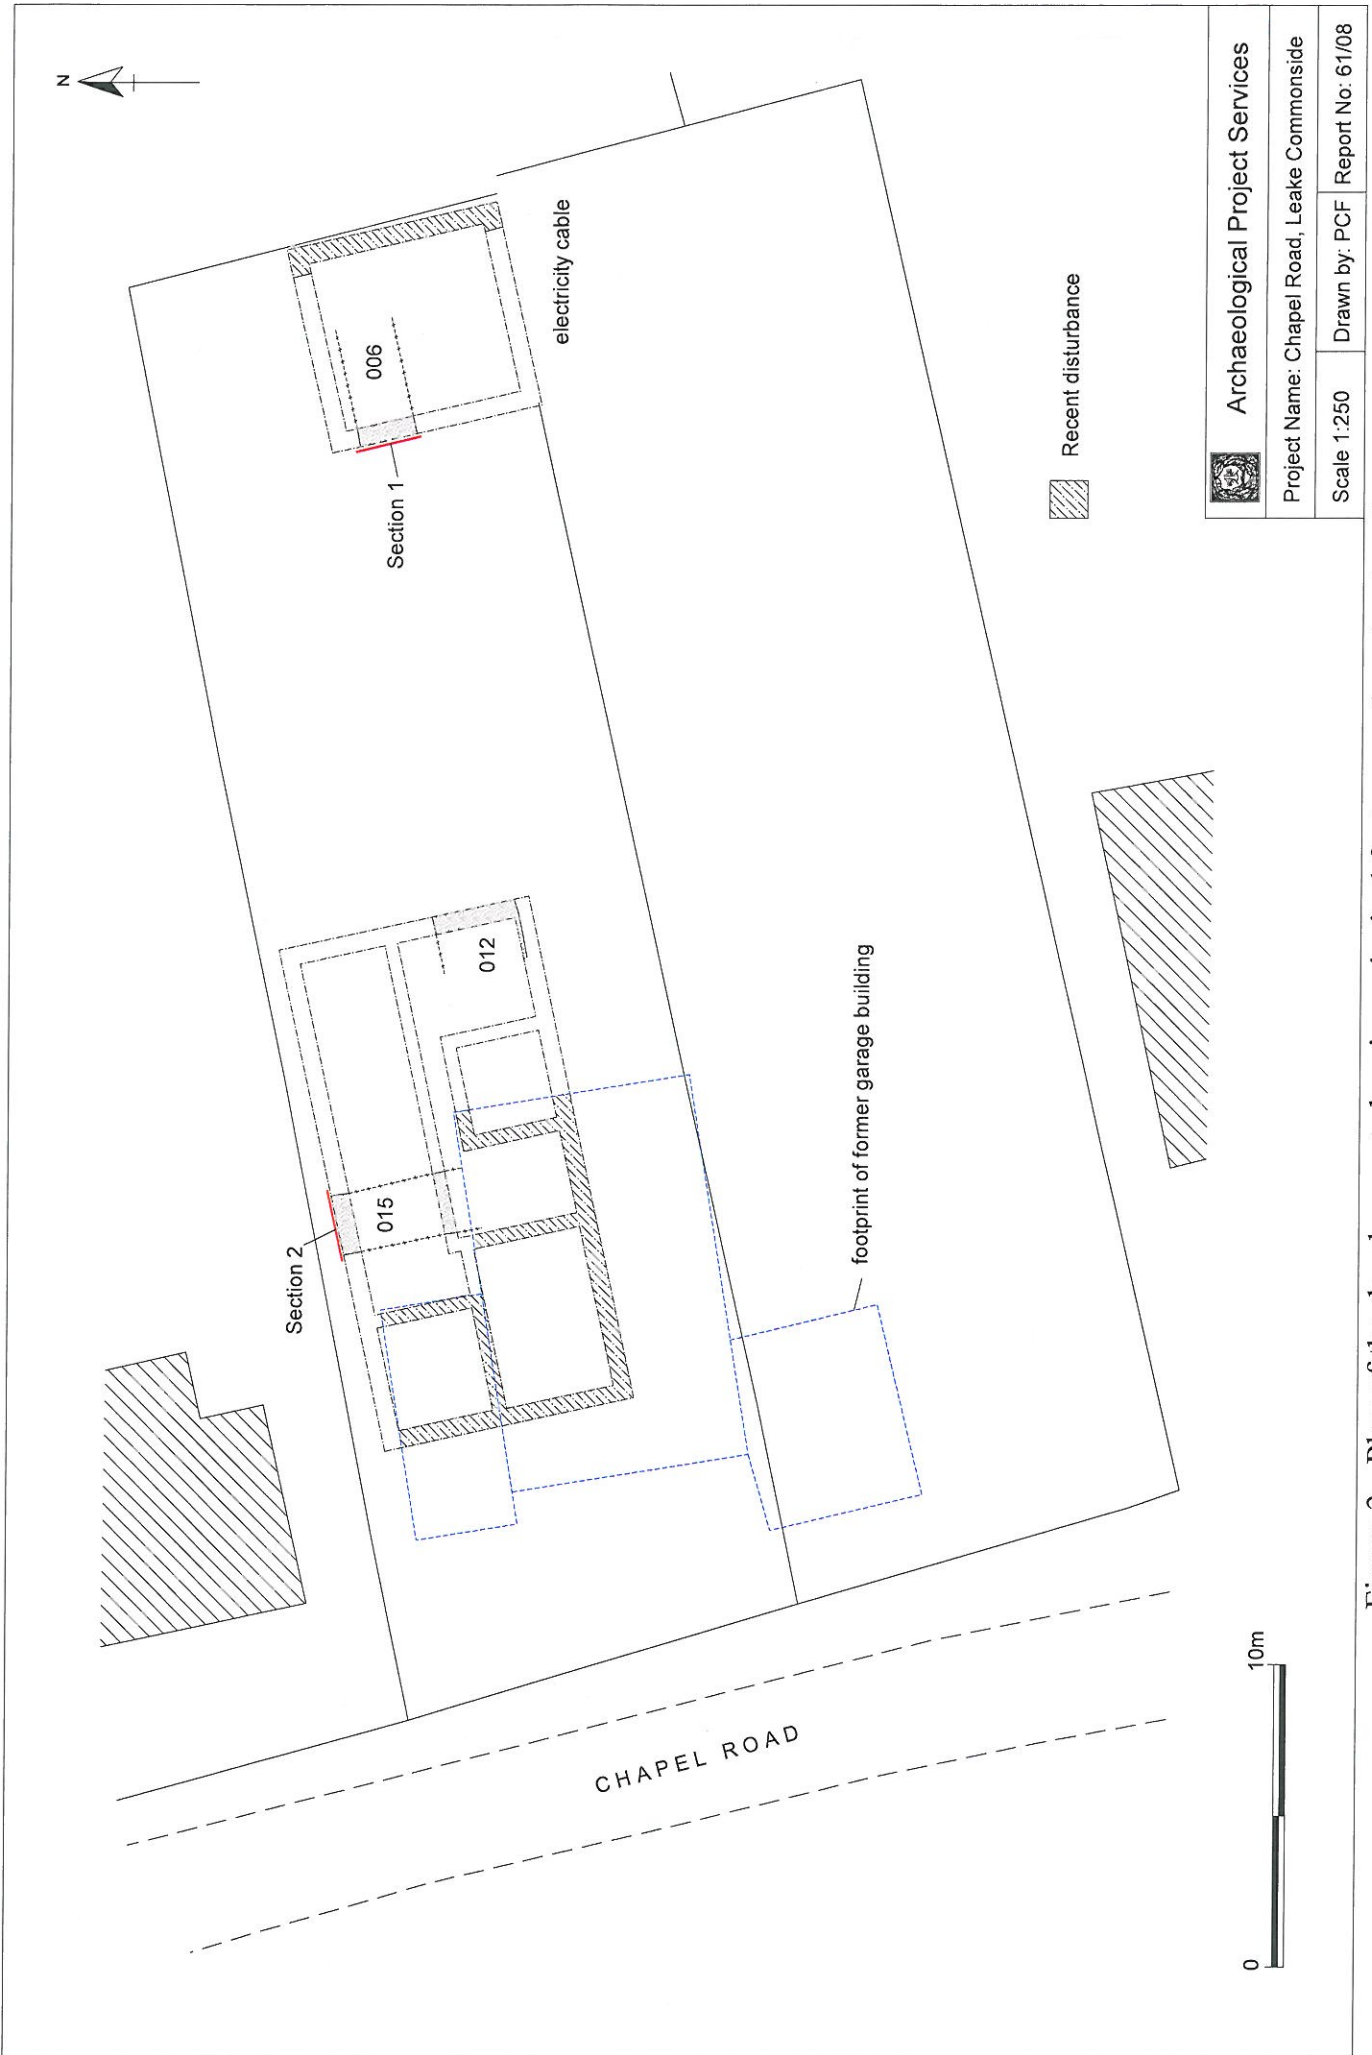 N
Section 2
015
012
006
Section 1
electricity cable
footprint of former garage building
Recent disturbance
CHAPEL ROAD
0
10m
Archaeological Project Services
Project Name: Chapel Road, Leake Commonside
Scale 1:250
Drawn by: PCF
Report No: 61/08